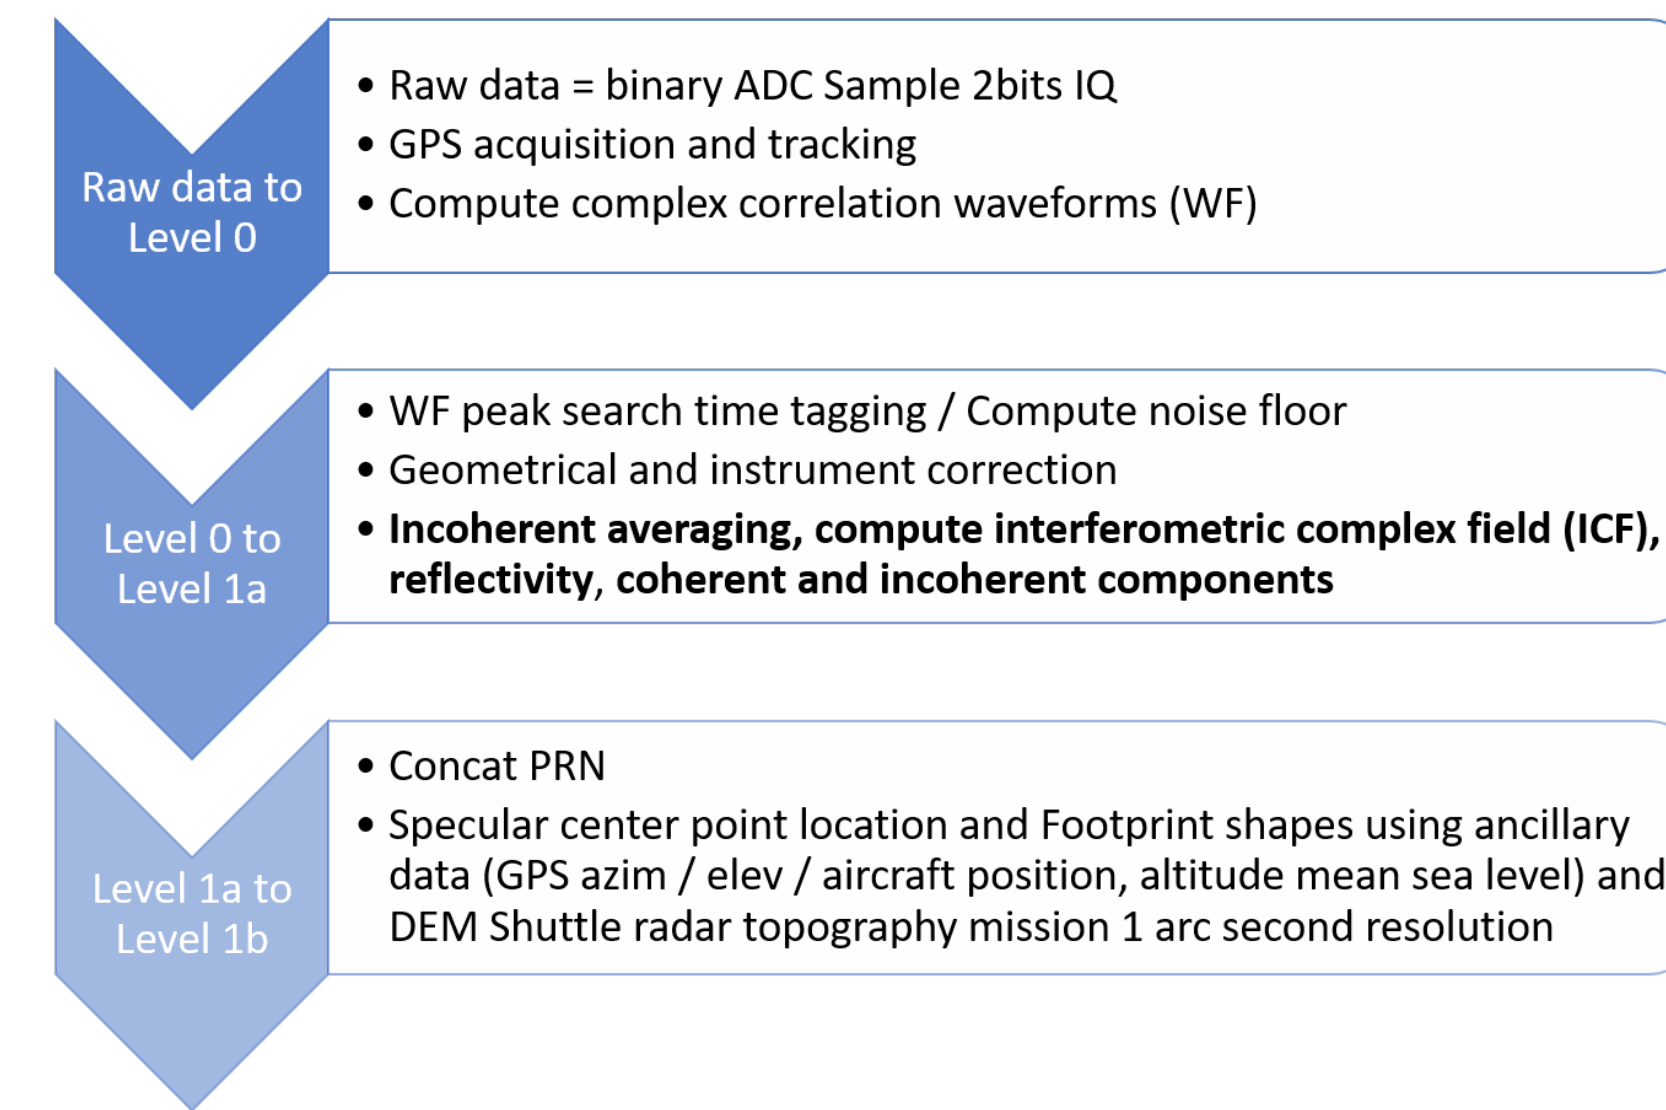 Raw data to
Level 0
• Raw data = binary ADC Sample 2bits IQ
• GPS acquisition and tracking
• Compute complex correlation waveforms (WF)
Level 0 to
Level 1a
• WF peak search time tagging / Compute noise floor
• Geometrical and instrument correction
• Incoherent averaging, compute interferometric complex field (ICF),
reflectivity, coherent and incoherent components
Level 1a to
Level 1b
• Concat PRN
• Specular center point location and Footprint shapes using ancillary
data (GPS azim / elev / aircraft position, altitude mean sea level) and
DEM Shuttle radar topography mission 1 arc second resolution